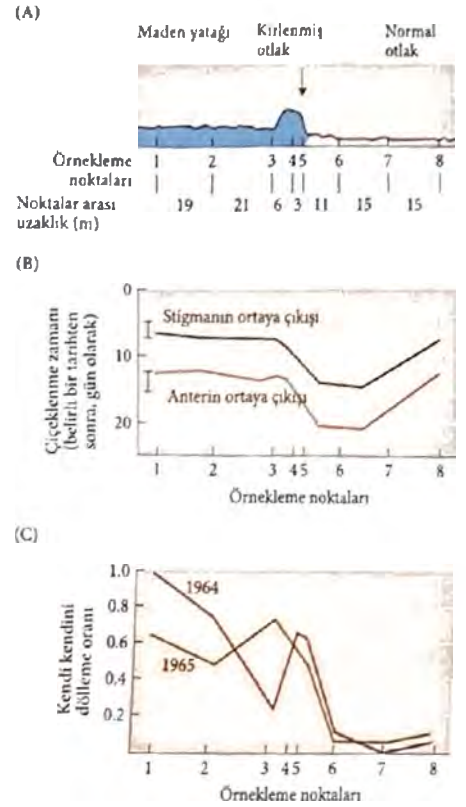 (A)
Maden yatağı Kirlenmiş otlak Normal otlak
Örnekleme noktaları 1 2 3 4 5 6 7 8
Noktalar arası uzaklık (m) 19 21 6 3 11 15 15
(B)
Çiçeklenme zamanı (belirli bir tarihten sonra, gün olarak)
0
10
20
Stigmanın ortaya çıkışı
Anterin ortaya çıkışı
1 2 3 4 5 6 7 8
Örnekleme noktaları
(C)
Kendi kendini dölleme oranı
1.0
0.8
0.6
0.4
0.2
1964
1965
1 2 3 4 5 6 7 8
Örnekleme noktaları